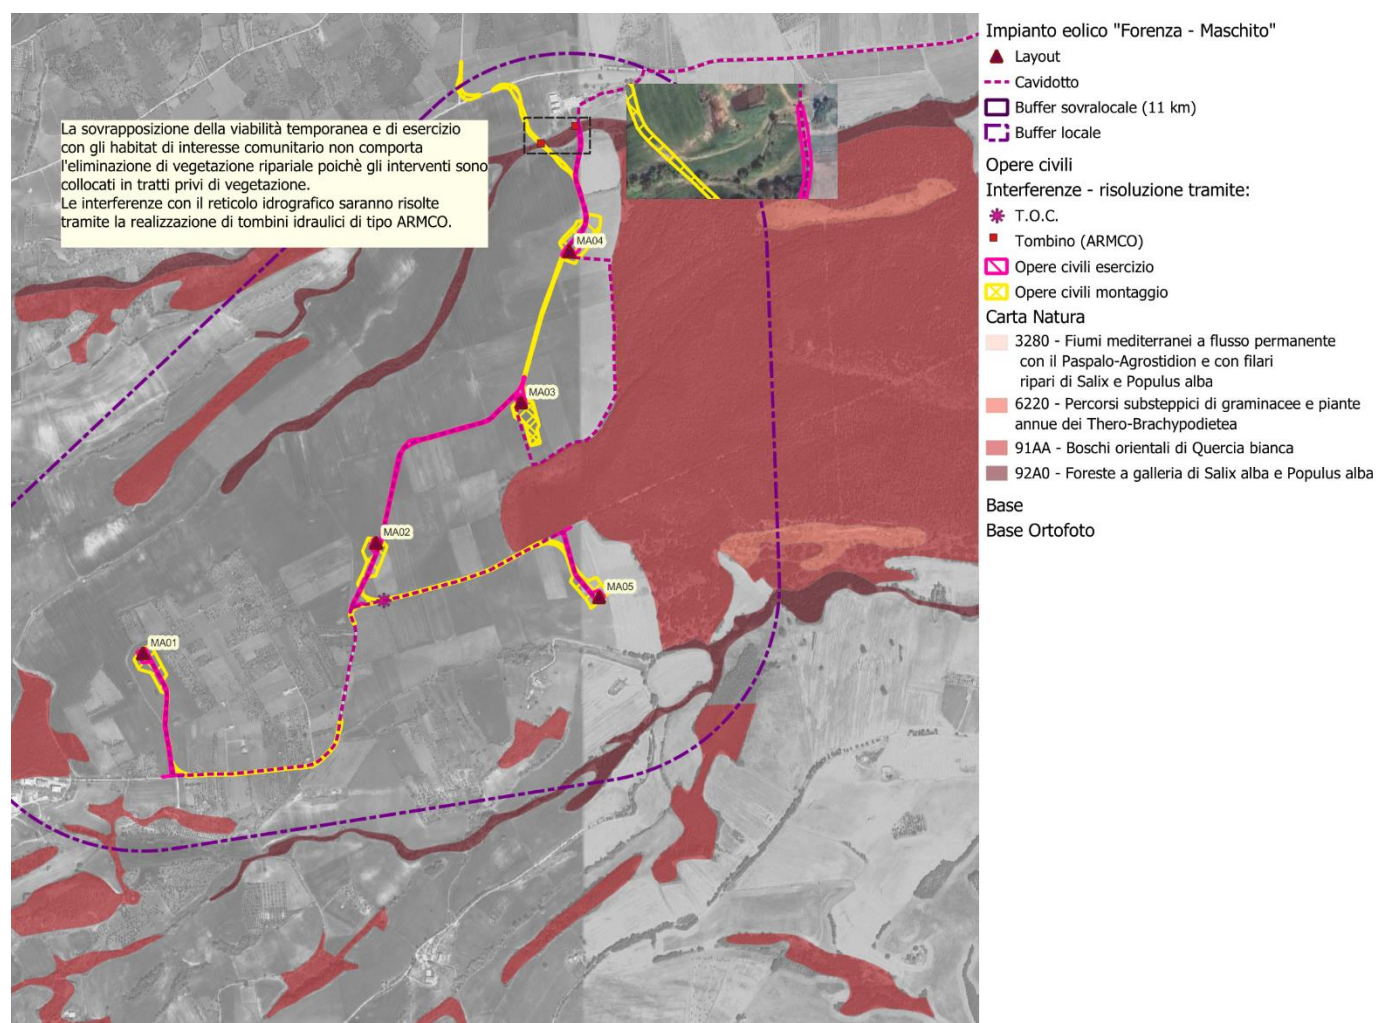 La sovrapposizione della viabilità temporanea e di esercizio
con gli habitat di interesse comunitario non comporta
l'eliminazione di vegetazione ripariale poichè gli interventi sono
collocati in tratti privi di vegetazione.
Le interferenze con il reticolo idrografico saranno risolte
tramite la realizzazione di tombini idraulici di tipo ARMCO.
MA04
MA03
MA02
MA05
MA01
Impianto eolico "Forenza - Maschito"
Layout
Cavidotto
Buffer sovralocale (11 km)
Buffer locale
Opere civili
Interferenze - risoluzione tramite:
T.O.C.
Tombino (ARMCO)
Opere civili esercizio
Opere civili montaggio
Carta Natura
3280 - Fiumi mediterranei a flusso permanente
con il Paspalo-Agrostidion e con filari
ripari di Salix e Populus alba
6220 - Percorsi substeppici di graminacee e piante
annue dei Thero-Brachypodietea
91AA - Boschi orientali di Quercia bianca
92A0 - Foreste a galleria di Salix alba e Populus alba
Base
Base Ortofoto